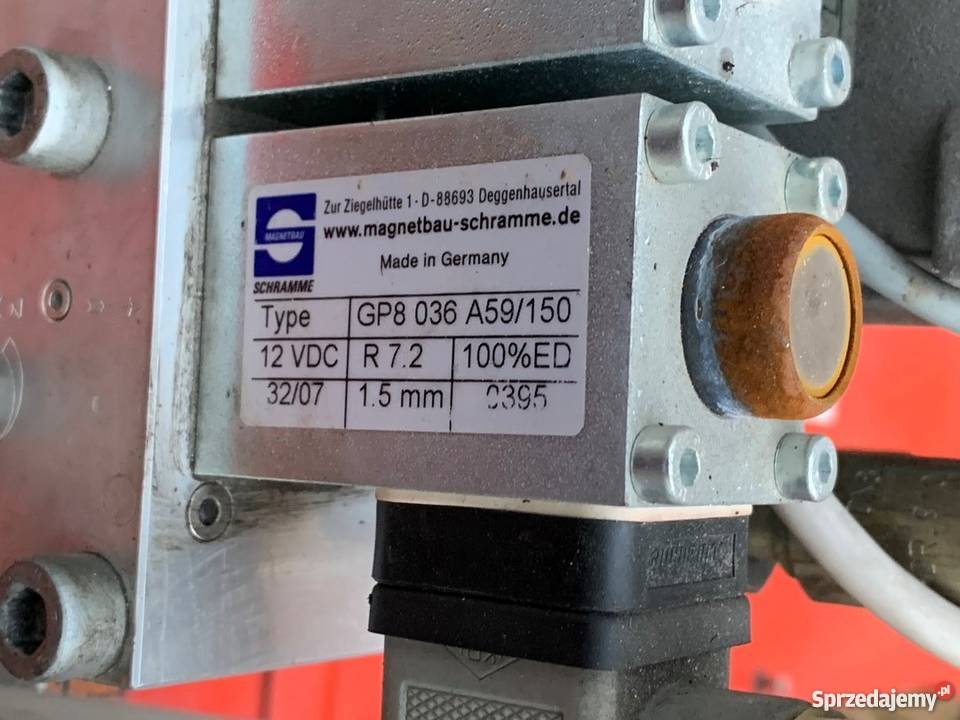 Zur Ziegelhütte 1 · D-88693 Deggenhausertal
www.magnetbau-schramme.de
MAGNETBAU
SCHRAMME
Made in Germany
Type GP8 036 A59/150
12 VDC R 7.2 100%ED
32/07 1.5 mm 0395
Sprzedajemy.pl